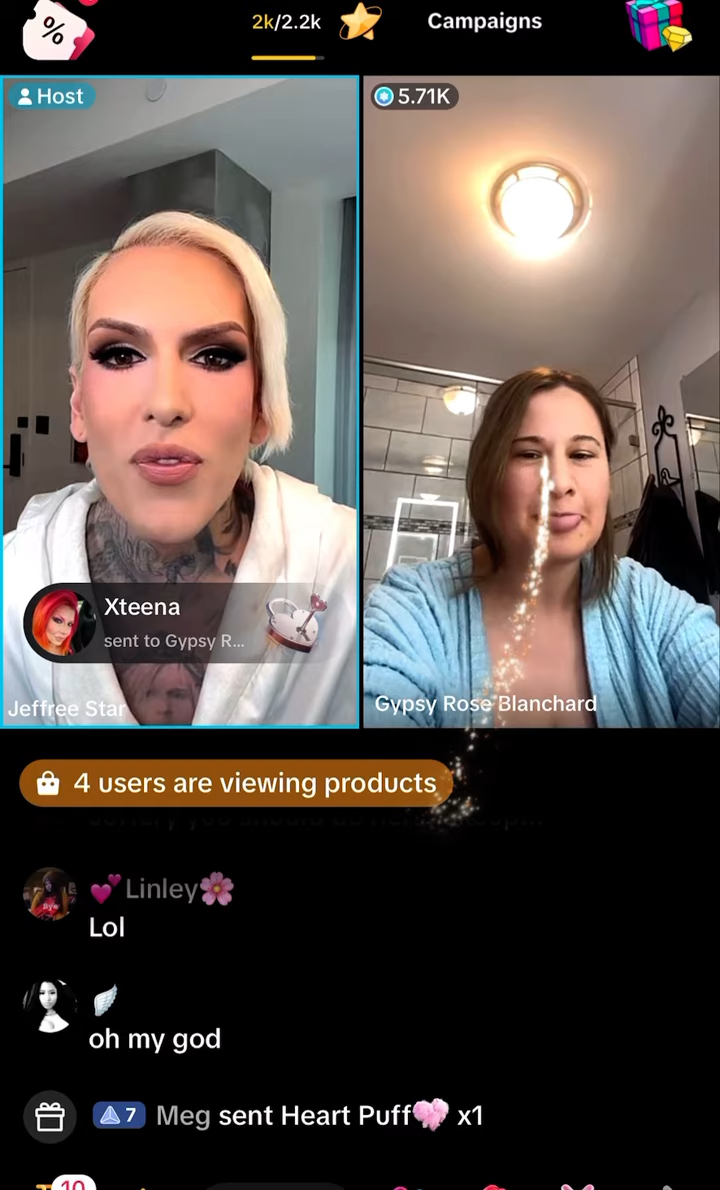 %
2k/2.2k
Campaigns
Host
5.71K
Xteena
sent to Gypsy R...
Jeffree Star
Gypsy Rose Blanchard
4 users are viewing products
💕Linley🌸
Lol
🪽
oh my god
7 Meg sent Heart Puff🩷 x1
10